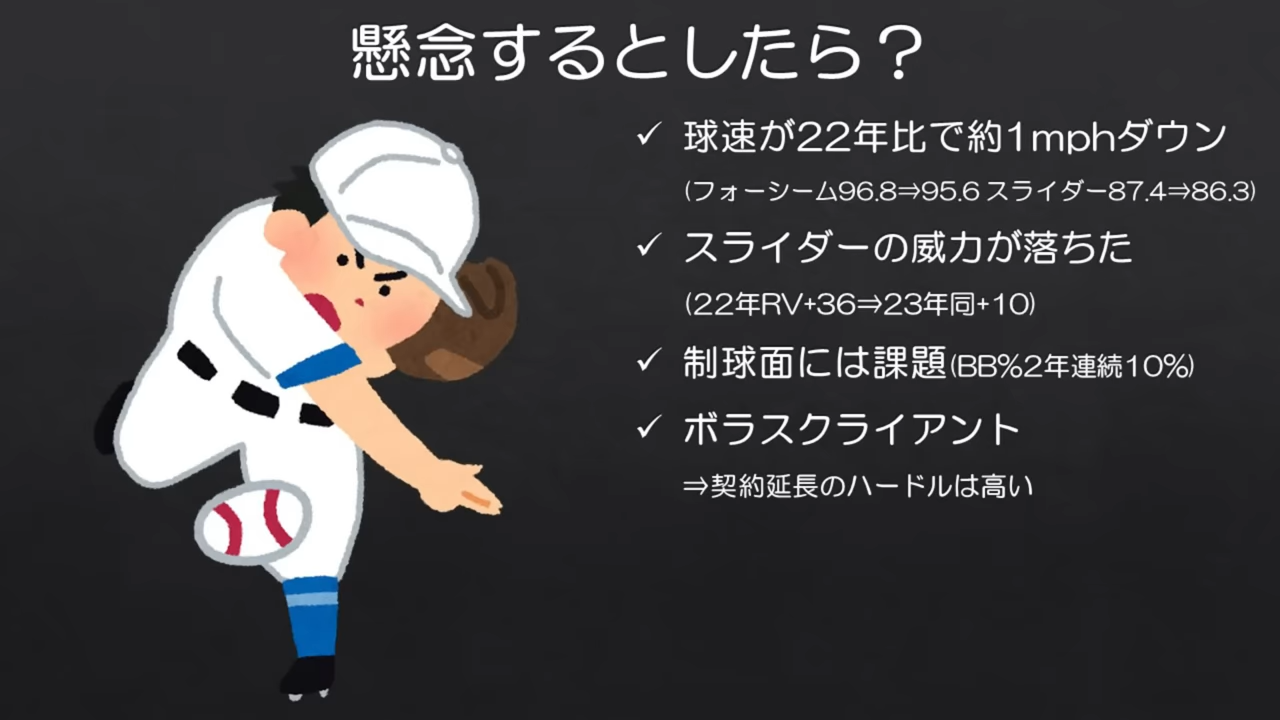 懸念するとしたら？
✓ 球速が22年比で約1mphダウン
(フォーシーム96.8⇒95.6 スライダー87.4⇒86.3)
✓ スライダーの威力が落ちた
(22年RV+36⇒23年同+10)
✓ 制球面には課題(BB%2年連続10%)
✓ ボラスクライアント
⇒契約延長のハードルは高い